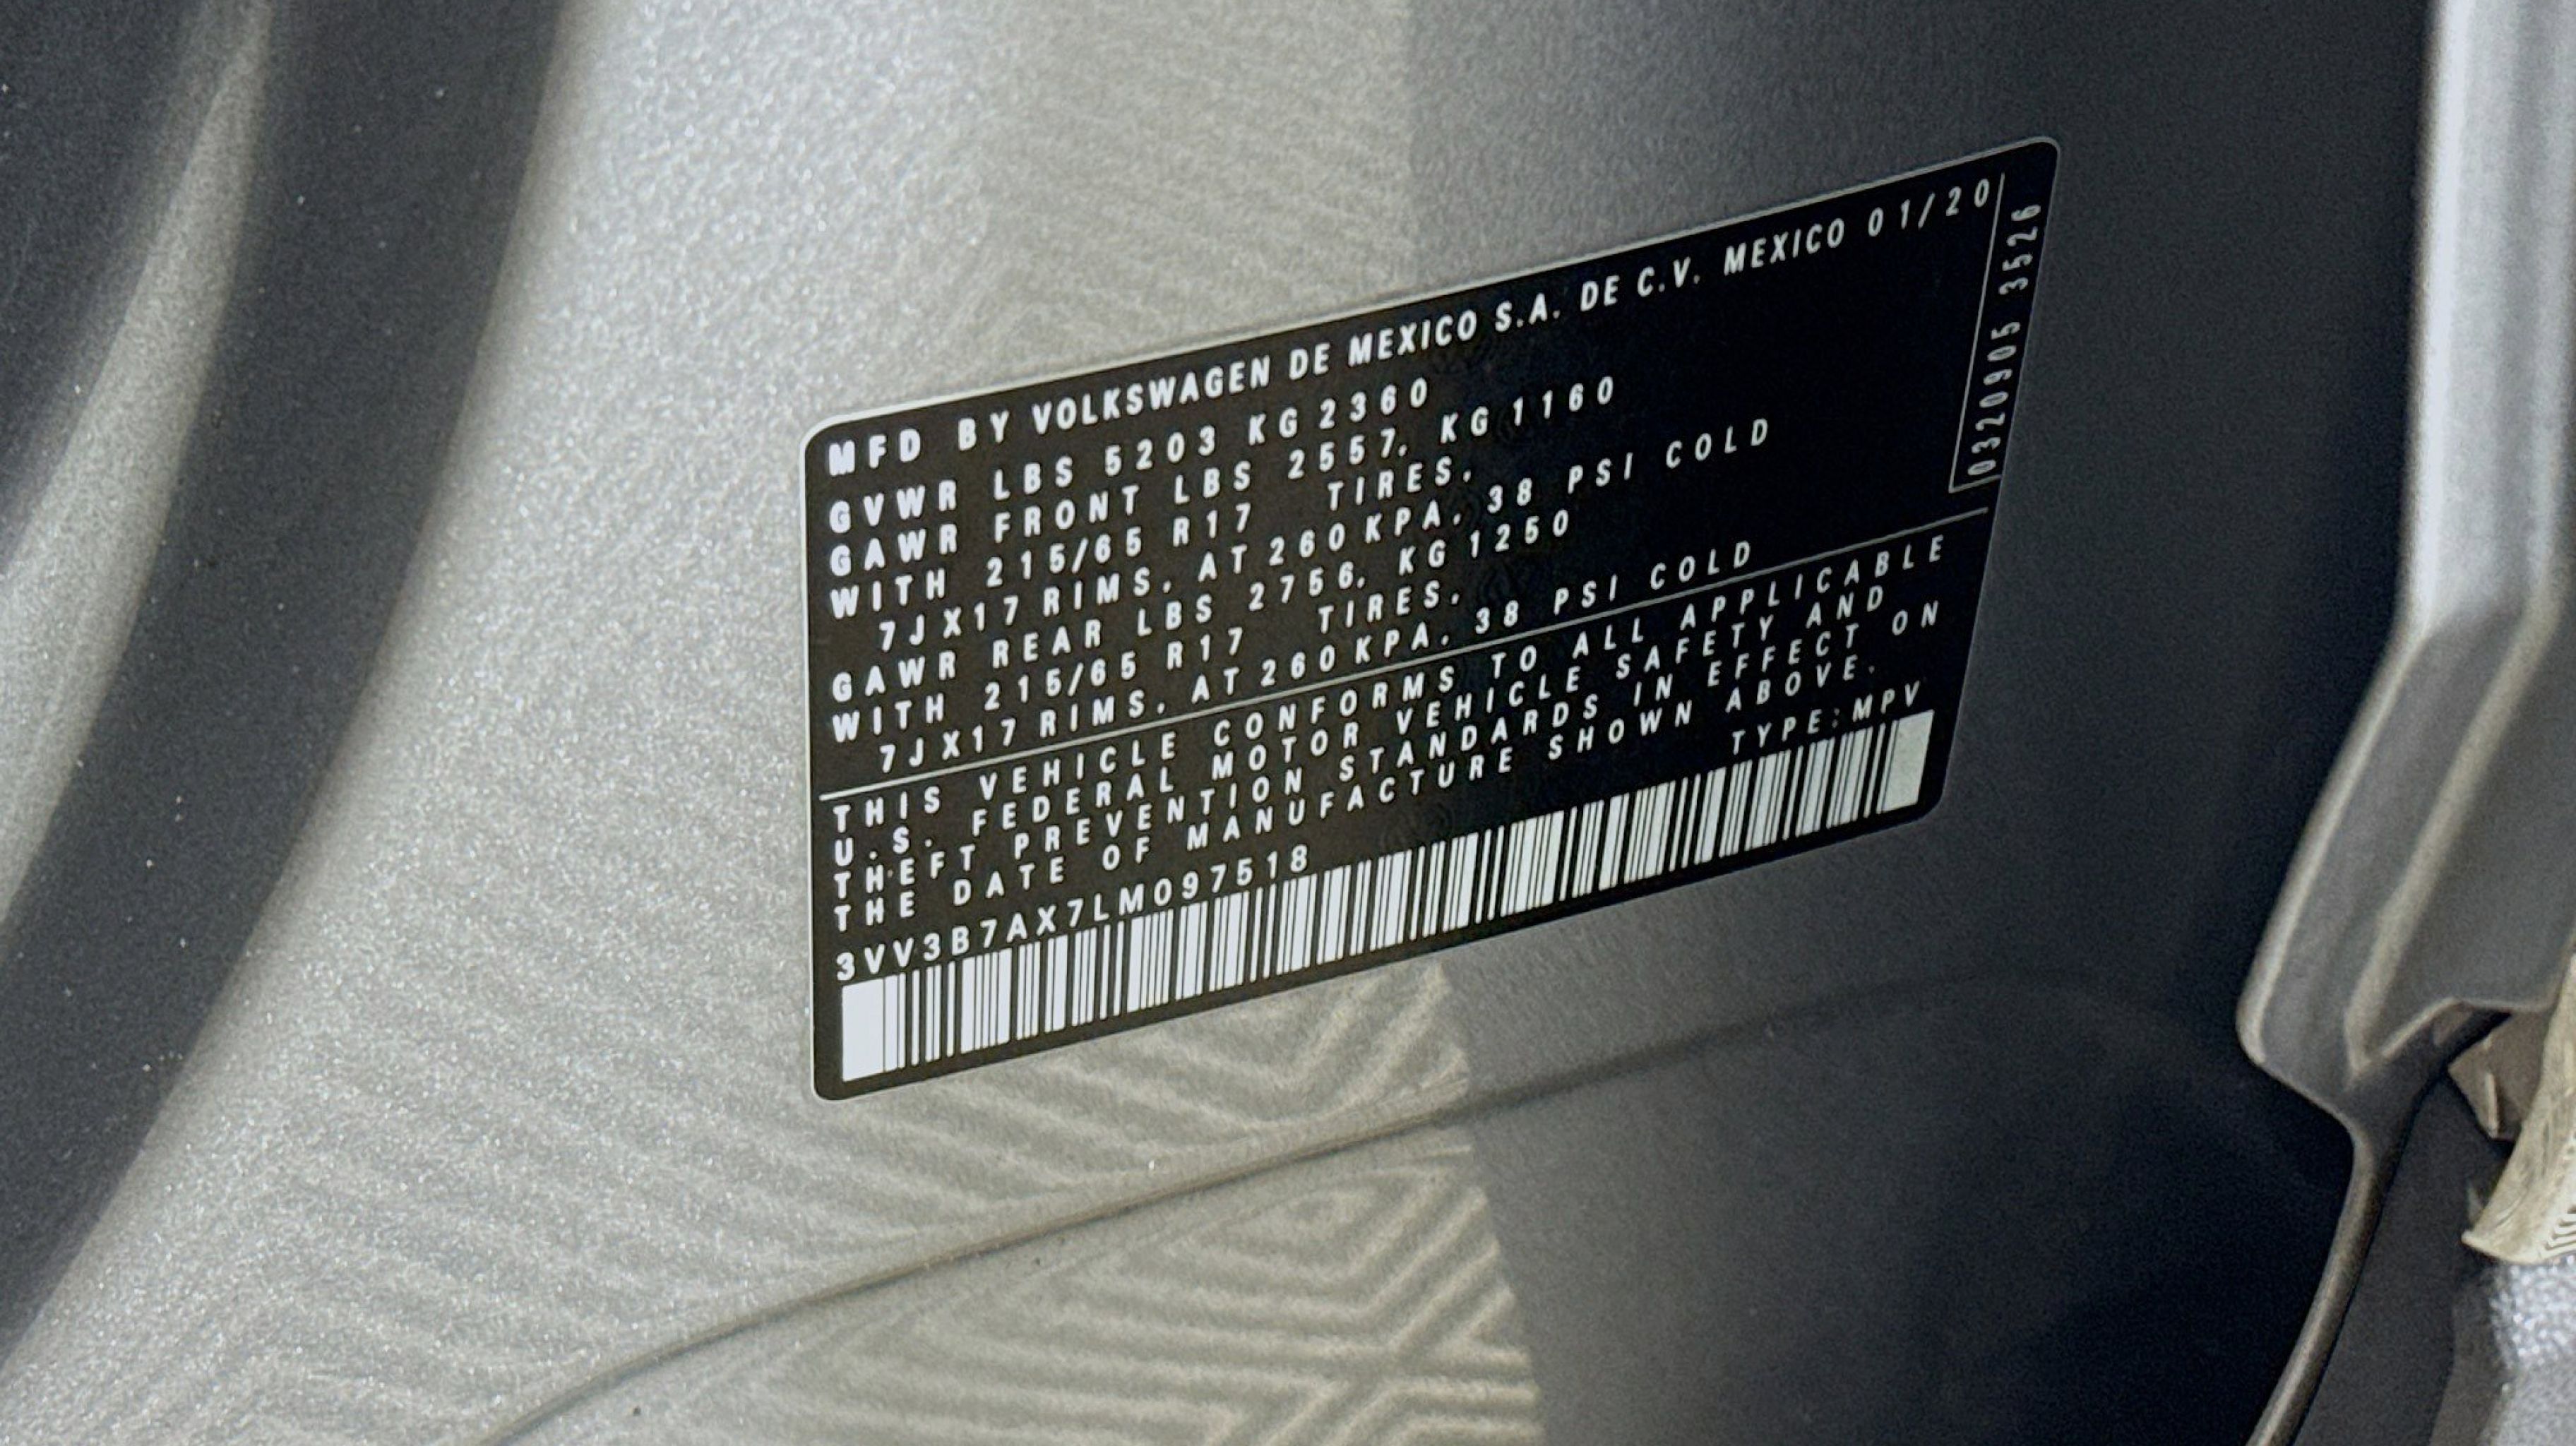 MFD BY VOLKSWAGEN DE MEXICO S.A. DE C.V. MEXICO 01/20
GVWR LBS 5203 KG 2360
GAWR FRONT LBS 2557, KG 1160
WITH 215/65 R17 TIRES,
7JX17 RIMS, AT 260 KPA, 38 PSI COLD
GAWR REAR LBS 2756, KG 1250
WITH 215/65 R17 TIRES,
7JX17 RIMS, AT 260 KPA, 38 PSI COLD
0320905 3526
THIS VEHICLE CONFORMS TO ALL APPLICABLE
U.S. FEDERAL MOTOR VEHICLE SAFETY AND
THEFT PREVENTION STANDARDS IN EFFECT ON
THE DATE OF MANUFACTURE SHOWN ABOVE.
3VV3B7AX7LM097518 TYPE:MPV